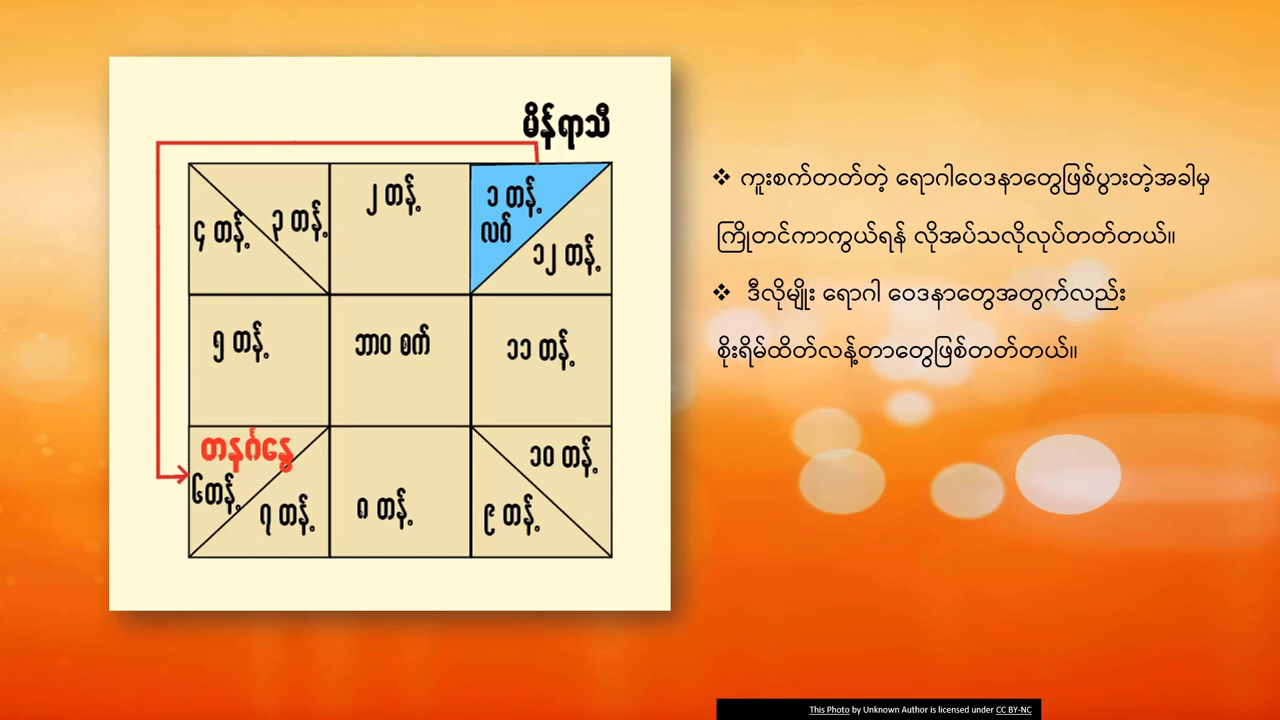 မိန်ရာသီ
၄ တန့်
၃ တန့်
၂ တန့်
၁ တန့်
လဂ်
၁၂ တန့်
၅ တန့်
ဘာဝ စက်
၁၁ တန့်
တနင်္ဂနွေ
၆တန့်
၇ တန့်
၈ တန့်
၉ တန့်
၁၀ တန့်
❖ ကူးစက်တတ်တဲ့ ရောဂါဝေဒနာတွေဖြစ်ပွားတဲ့အခါမှ
ကြိုတင်ကာကွယ်ရန် လိုအပ်သလိုလုပ်တတ်တယ်။
❖ ဒီလိုမျိုး ရောဂါ ဝေဒနာတွေအတွက်လည်း
စိုးရိမ်ထိတ်လန့်တာတွေဖြစ်တတ်တယ်။
This Photo by Unknown Author is licensed under CC BY-NC